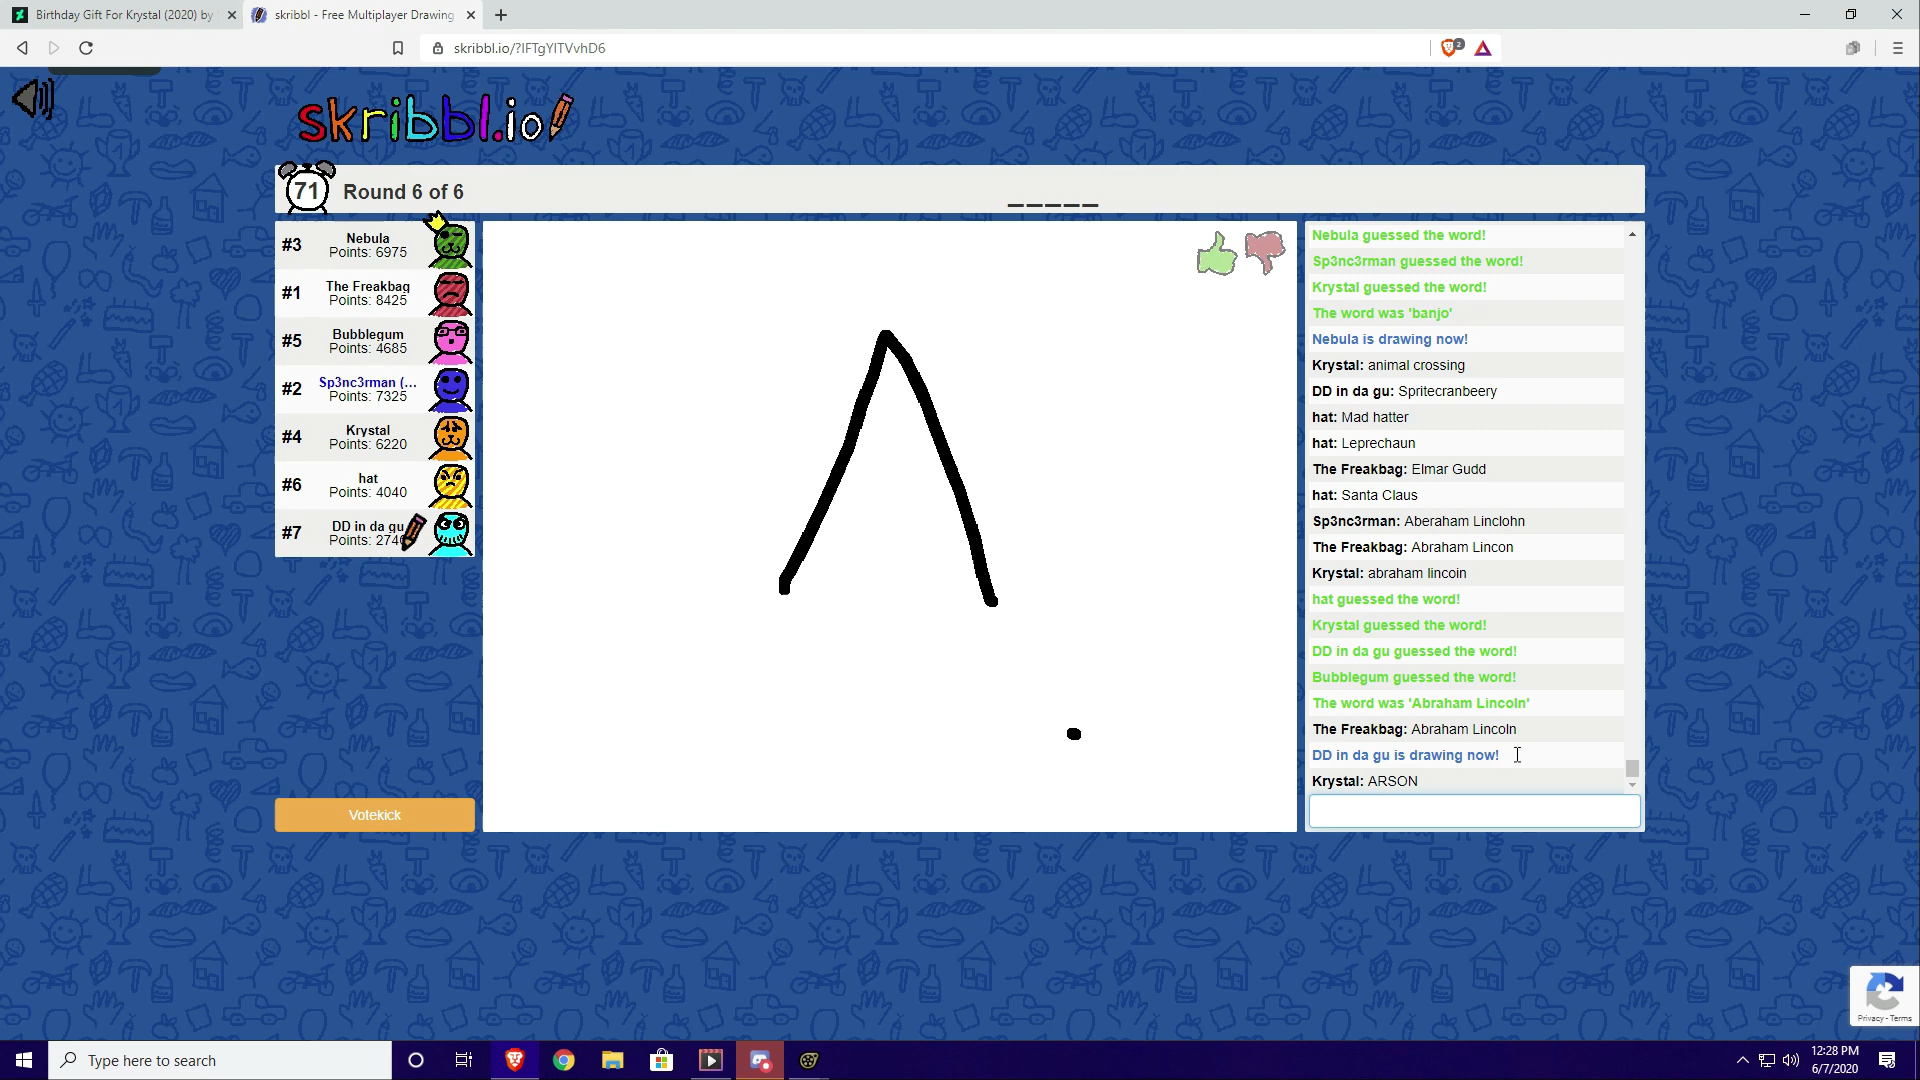 Birthday Gift For Krystal (2020) by
skribbl - Free Multiplayer Drawing
skribbl.io/?IFTgYITVvhD6
2
skribbl.io
71
Round 6 of 6
_____
#3
Nebula
Points: 6975
#1
The Freakbag
Points: 8425
#5
Bubblegum
Points: 4685
#2
Sp3nc3rman (...
Points: 7325
#4
Krystal
Points: 6220
#6
hat
Points: 4040
#7
DD in da gu
Points: 2740
Votekick
Nebula guessed the word!
Sp3nc3rman guessed the word!
Krystal guessed the word!
The word was 'banjo'
Nebula is drawing now!
Krystal: animal crossing
DD in da gu: Spritecranbeery
hat: Mad hatter
hat: Leprechaun
The Freakbag: Elmar Gudd
hat: Santa Claus
Sp3nc3rman: Aberaham Linclohn
The Freakbag: Abraham Lincon
Krystal: abraham lincoin
hat guessed the word!
Krystal guessed the word!
DD in da gu guessed the word!
Bubblegum guessed the word!
The word was 'Abraham Lincoln'
The Freakbag: Abraham Lincoln
DD in da gu is drawing now!
Krystal: ARSON
Privacy - Terms
Type here to search
12:28 PM
6/7/2020